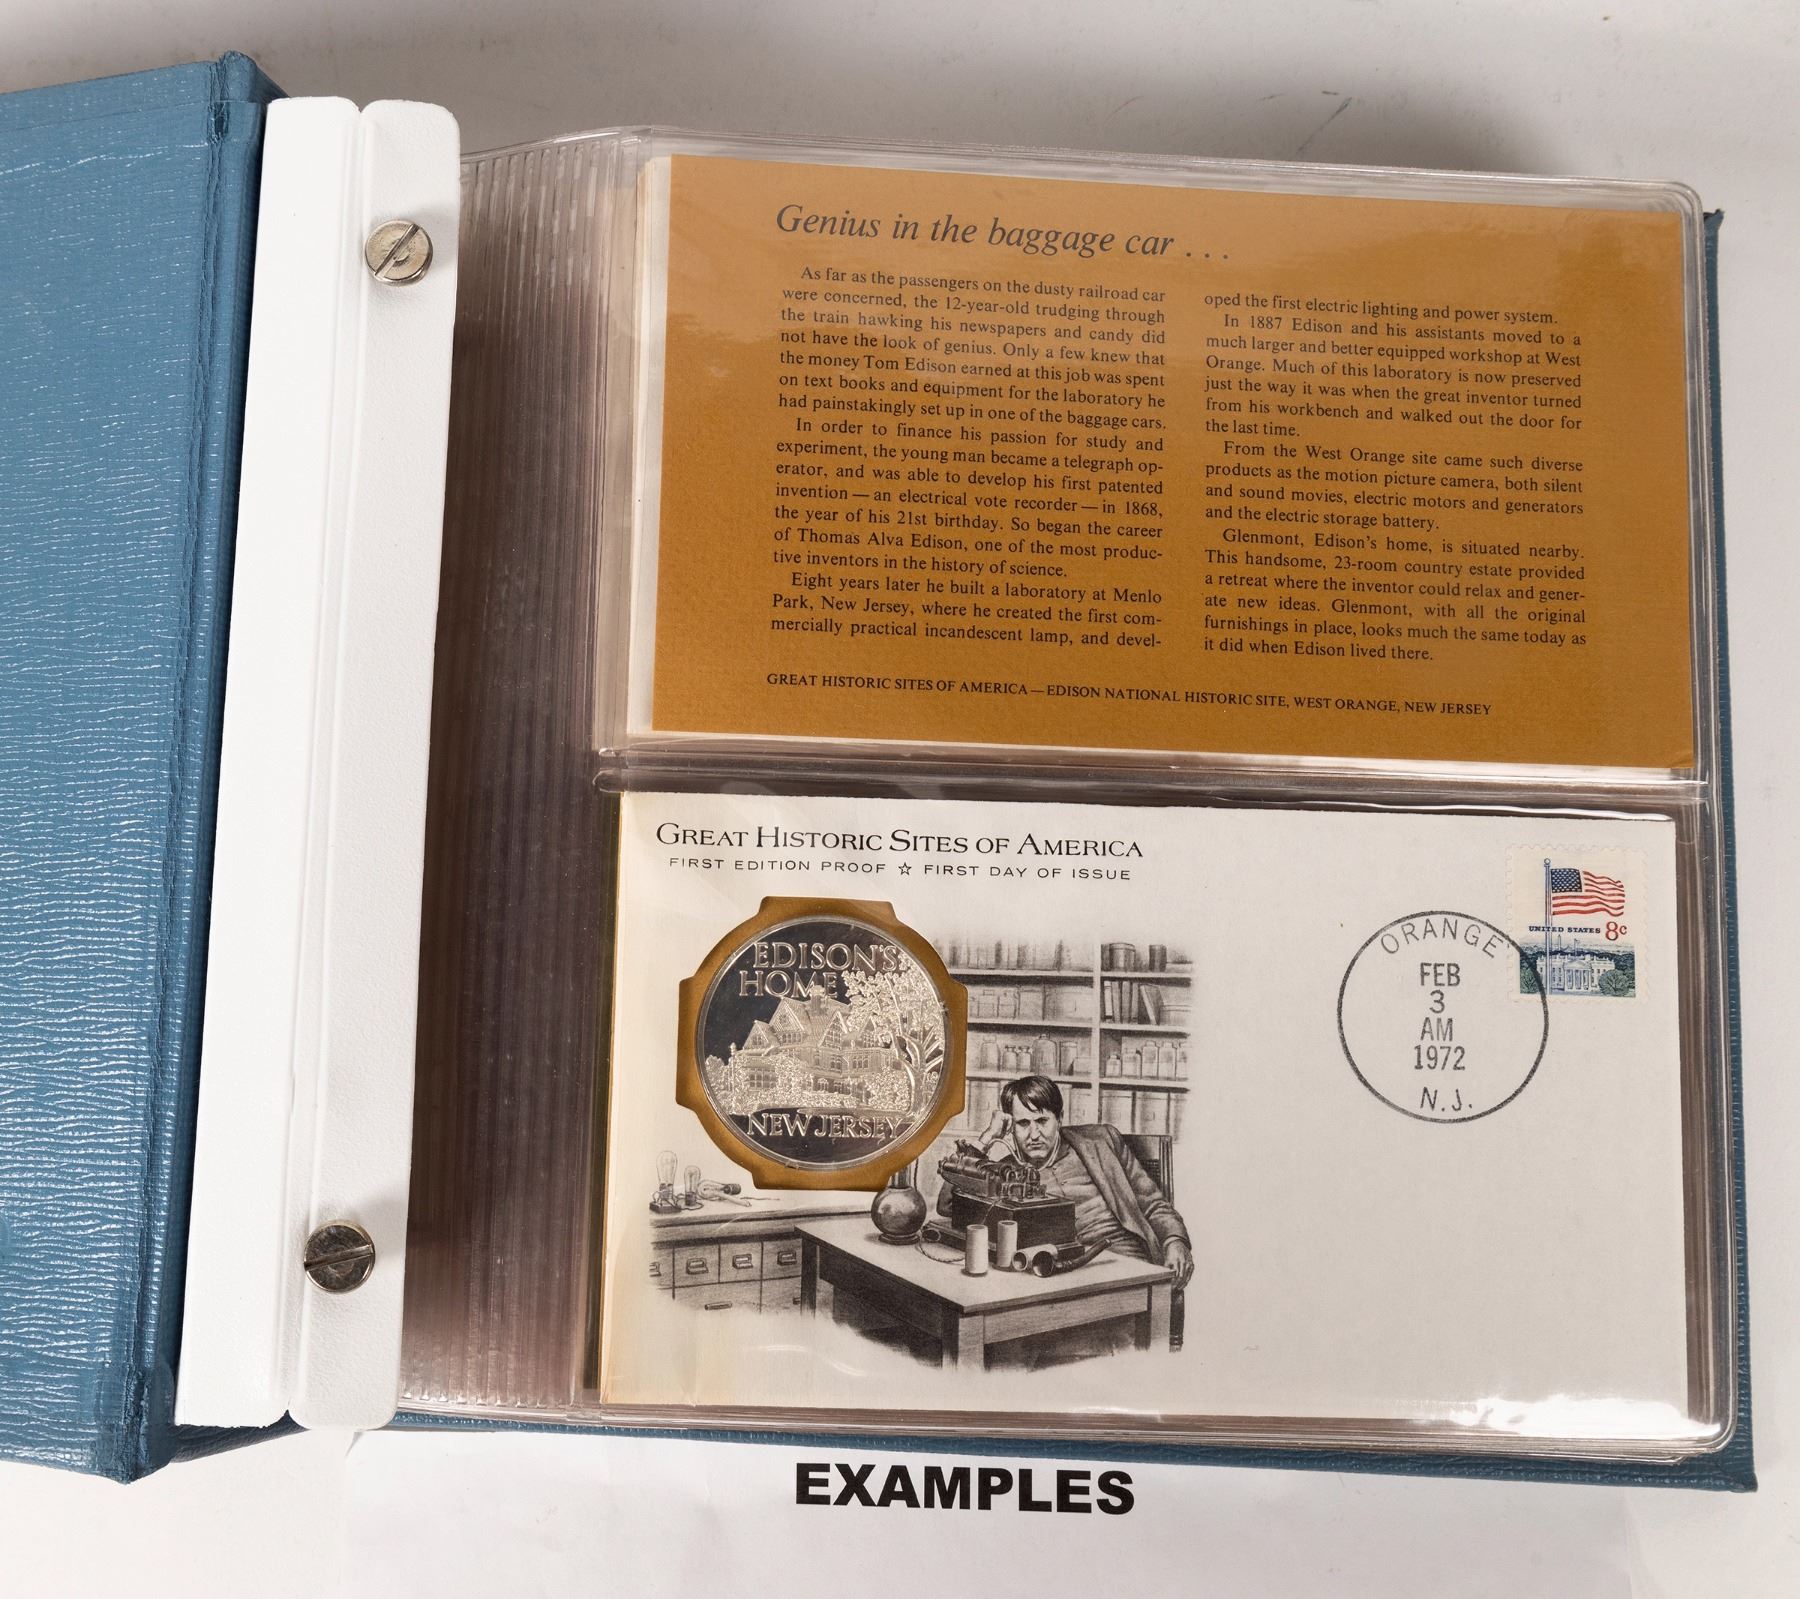 Genius in the baggage car . . .
As far as the passengers on the dusty railroad car
were concerned, the 12-year-old trudging through
the train hawking his newspapers and candy did
not have the look of genius. Only a few knew that
the money Tom Edison earned at this job was spent
on text books and equipment for the laboratory he
had painstakingly set up in one of the baggage cars.
In order to finance his passion for study and
experiment, the young man became a telegraph op-
erator, and was able to develop his first patented
invention — an electrical vote recorder — in 1868,
the year of his 21st birthday. So began the career
of Thomas Alva Edison, one of the most produc-
tive inventors in the history of science.
Eight years later he built a laboratory at Menlo
Park, New Jersey, where he created the first com-
mercially practical incandescent lamp, and devel-
oped the first electric lighting and power system.
In 1887 Edison and his assistants moved to a
much larger and better equipped workshop at West
Orange. Much of this laboratory is now preserved
just the way it was when the great inventor turned
from his workbench and walked out the door for
the last time.
From the West Orange site came such diverse
products as the motion picture camera, both silent
and sound movies, electric motors and generators
and the electric storage battery.
Glenmont, Edison's home, is situated nearby.
This handsome, 23-room country estate provided
a retreat where the inventor could relax and gener-
ate new ideas. Glenmont, with all the original
furnishings in place, looks much the same today as
it did when Edison lived there.
GREAT HISTORIC SITES OF AMERICA — EDISON NATIONAL HISTORIC SITE, WEST ORANGE, NEW JERSEY
GREAT HISTORIC SITES OF AMERICA
FIRST EDITION PROOF ☆ FIRST DAY OF ISSUE
EDISON'S
HOME
NEW JERSEY
UNITED STATES 8c
ORANGE
FEB
3
AM
1972
N.J.
EXAMPLES